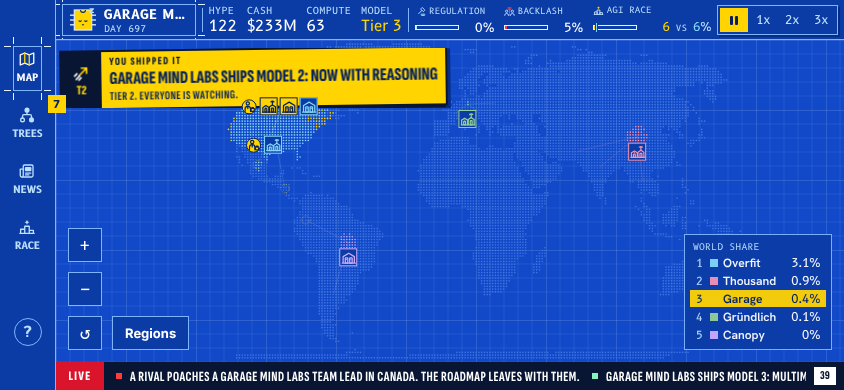 GARAGE M...
DAY 697
HYPE
122
CASH
$233M
COMPUTE
63
MODEL
Tier 3
REGULATION
0%
BACKLASH
5%
AGI RACE
6 VS 6%
1x 2x 3x
MAP
7
TREES
NEWS
RACE
?
T2
YOU SHIPPED IT
GARAGE MIND LABS SHIPS MODEL 2: NOW WITH REASONING
TIER 2. EVERYONE IS WATCHING.
+
−
↺
Regions
WORLD SHARE
1 Overfit 3.1%
2 Thousand 0.9%
3 Garage 0.4%
4 Gründlich 0.1%
5 Canopy 0%
LIVE
A RIVAL POACHES A GARAGE MIND LABS TEAM LEAD IN CANADA. THE ROADMAP LEAVES WITH THEM.
GARAGE MIND LABS SHIPS MODEL 3: MULTIM
39